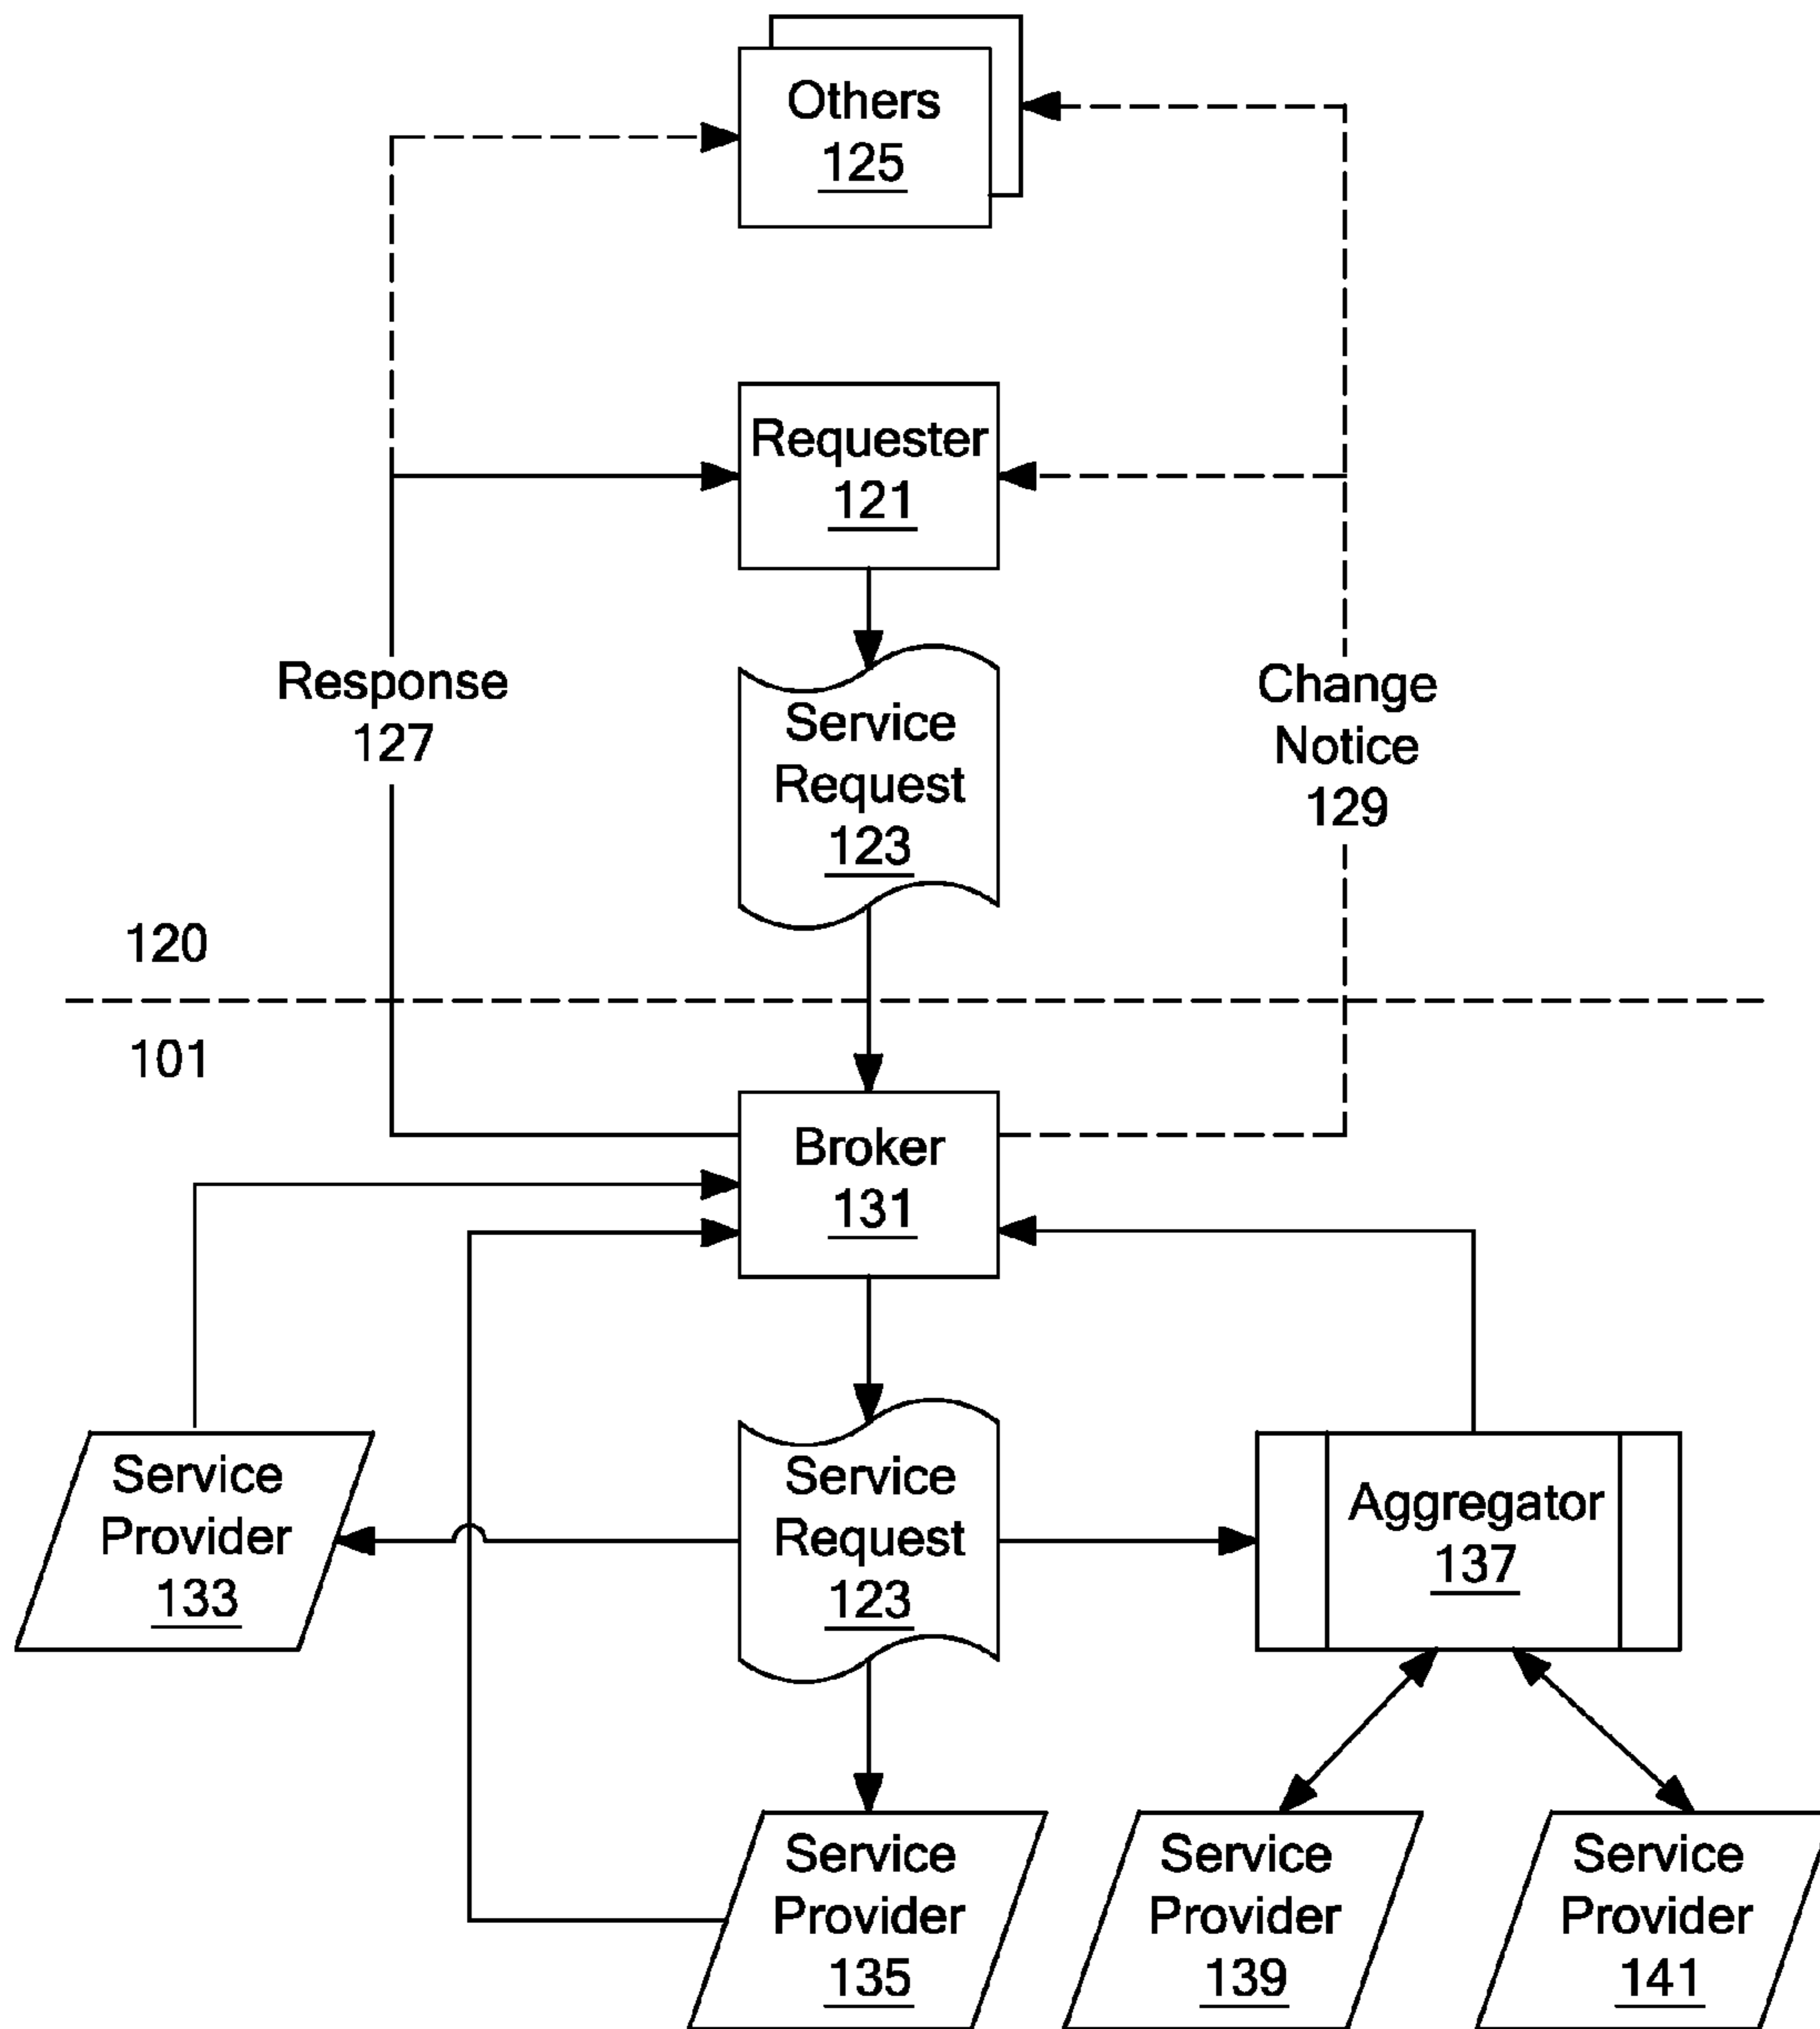 Others
125
Requester
121
Response
127
Service
Request
123
Change
Notice
129
120
101
Broker
131
Service
Provider
133
Service
Request
123
Aggregator
137
Service
Provider
135
Service
Provider
139
Service
Provider
141